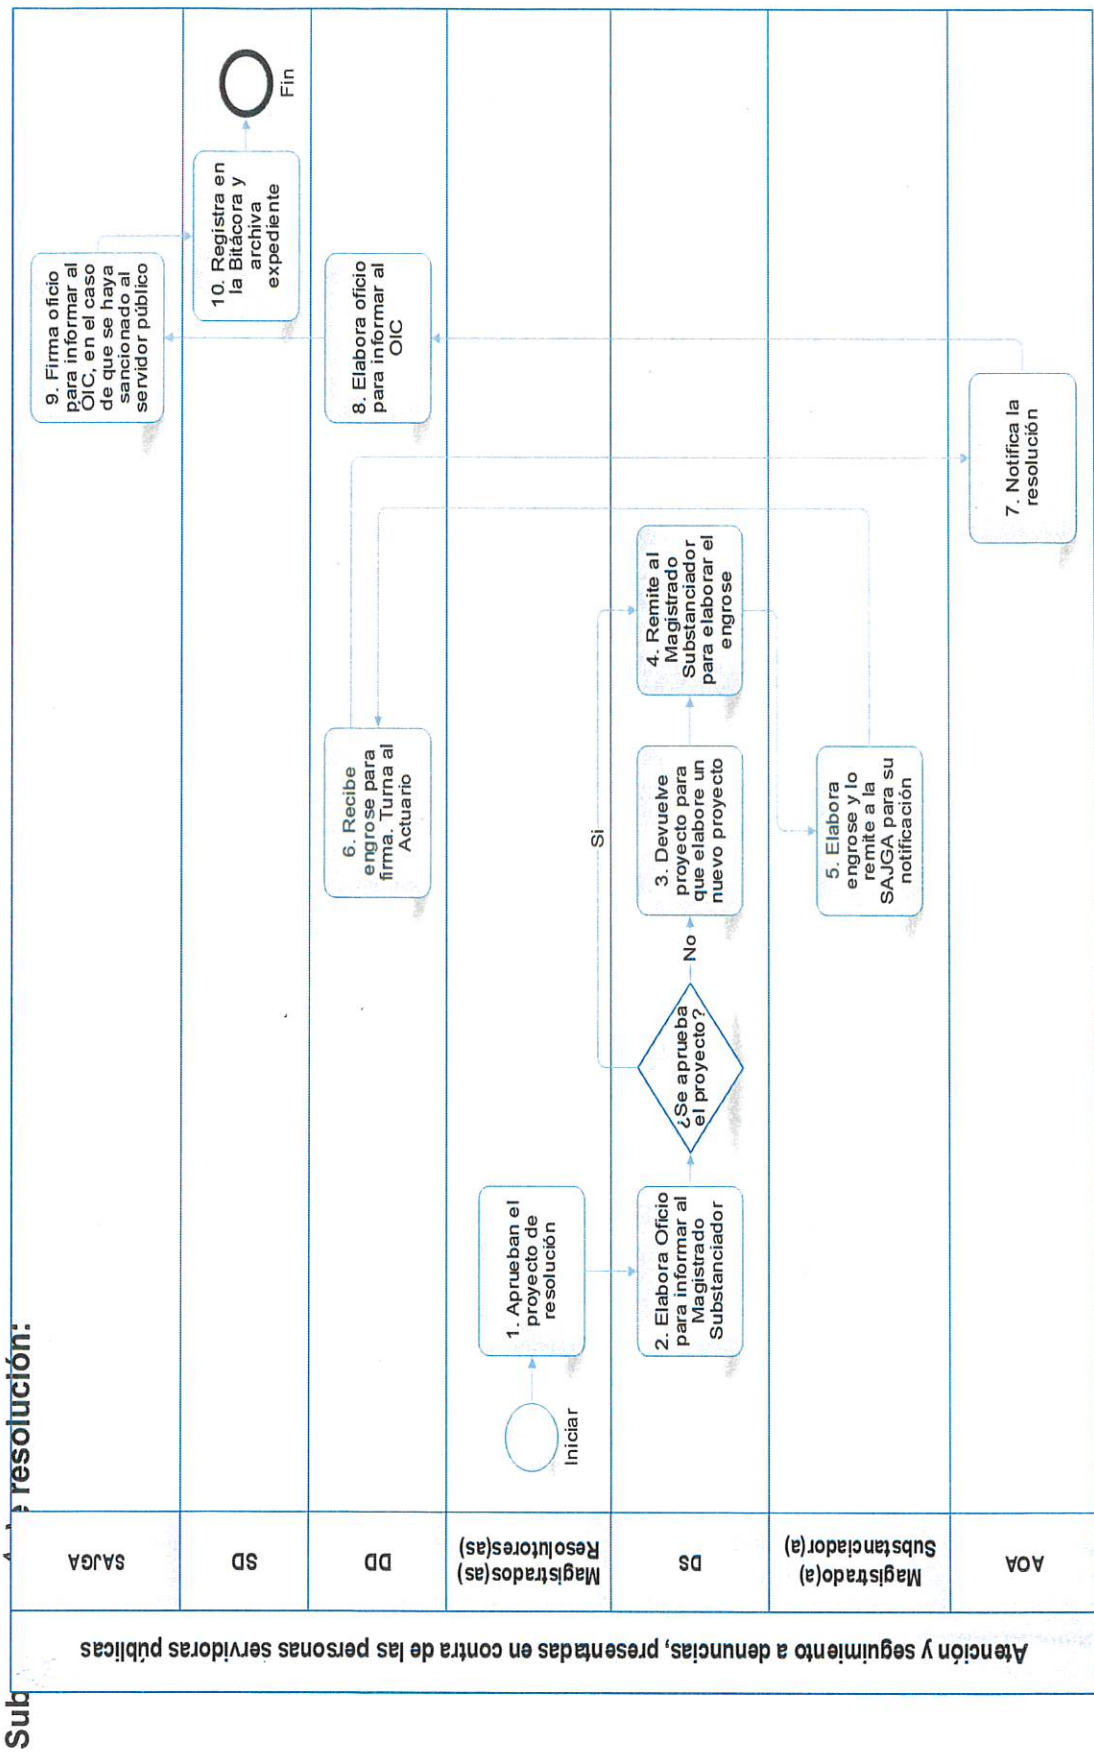 Sub
resolución:
Atención y seguimiento a denuncias, presentadas en contra de las personas servidoras públicas
SAJGA
SD
DD
Magistrados(as)
Resolutores(as)
DS
Magistrado(a)
Substanciador(a)
AOA
Iniciar
1. Aprueban el
proyecto de
resolución
2. Elabora Oficio
para informar al
Magistrado
Substanciador
¿Se aprueba
el proyecto?
No
Si
3. Devuelve
proyecto para
que elabore un
nuevo proyecto
4. Remite al
Magistrado
Substanciador
para elaborar el
engrose
5. Elabora
engrose y lo
remite a la
SAJGA para su
notificación
6. Recibe
engrose para
firma. Turna al
Actuario
7. Notifica la
resolución
8. Elabora oficio
para informar al
OIC
9. Firma oficio
para informar al
OIC, en el caso
de que se haya
sancionado al
servidor público
10. Registra en
la Bitácora y
archiva
expediente
Fin